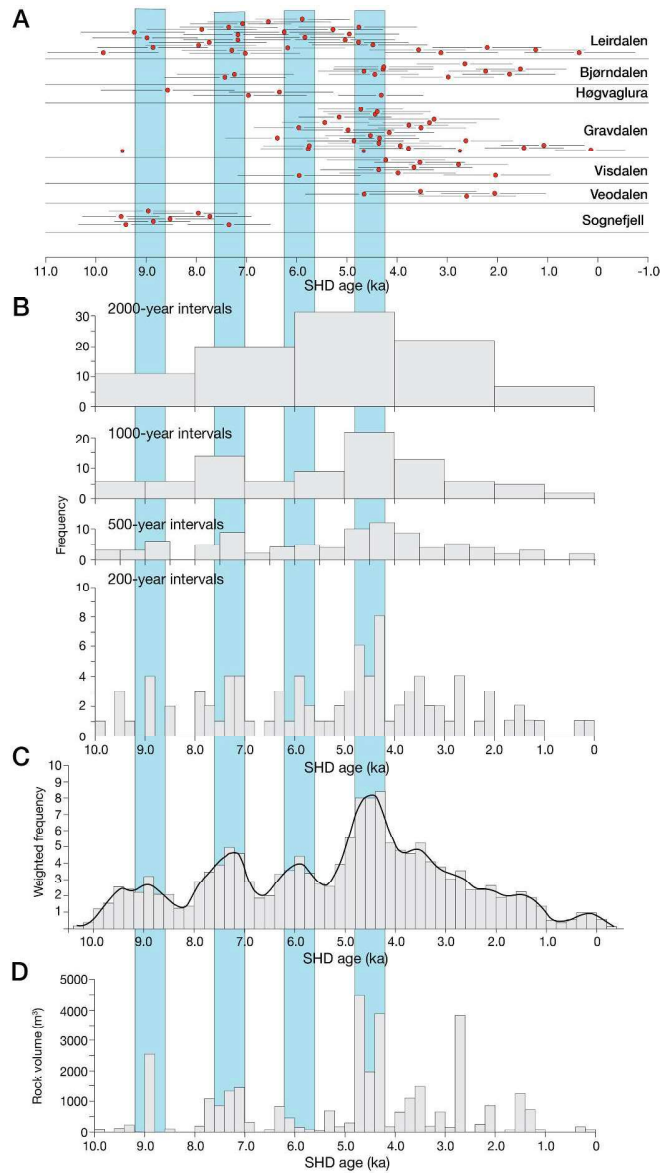 A
Leirdalen
Bjørndalen
Høgvaglura
Gravdalen
Visdalen
Veodalen
Sognefjell
11.0 10.0 9.0 8.0 7.0 6.0 5.0 4.0 3.0 2.0 1.0 0 -1.0
SHD age (ka)
B
2000-year intervals
30
20
10
0
1000-year intervals
20
10
0
500-year intervals
10
0
Frequency
200-year intervals
10
8
6
4
2
0
10.0 9.0 8.0 7.0 6.0 5.0 4.0 3.0 2.0 1.0 0
SHD age (ka)
C
Weighted frequency
10
9
8
7
6
5
4
3
2
1
10.0 9.0 8.0 7.0 6.0 5.0 4.0 3.0 2.0 1.0 0
SHD age (ka)
D
Rock volume (m³)
5000
4000
3000
2000
1000
0
10.0 9.0 8.0 7.0 6.0 5.0 4.0 3.0 2.0 1.0 0
SHD age (ka)